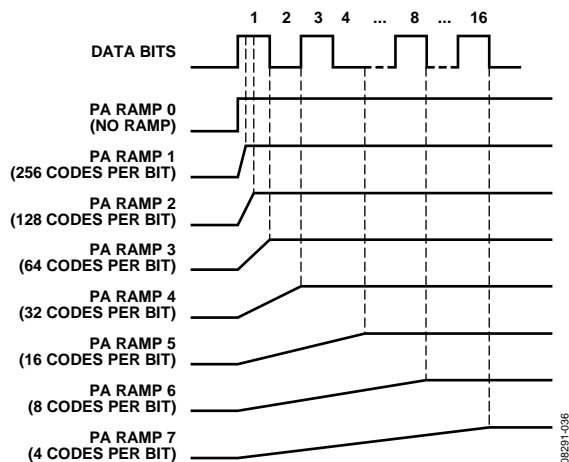 1 2 3 4 ... 8 ... 16
DATA BITS
PA RAMP 0
(NO RAMP)
PA RAMP 1
(256 CODES PER BIT)
PA RAMP 2
(128 CODES PER BIT)
PA RAMP 3
(64 CODES PER BIT)
PA RAMP 4
(32 CODES PER BIT)
PA RAMP 5
(16 CODES PER BIT)
PA RAMP 6
(8 CODES PER BIT)
PA RAMP 7
(4 CODES PER BIT)
08291-036